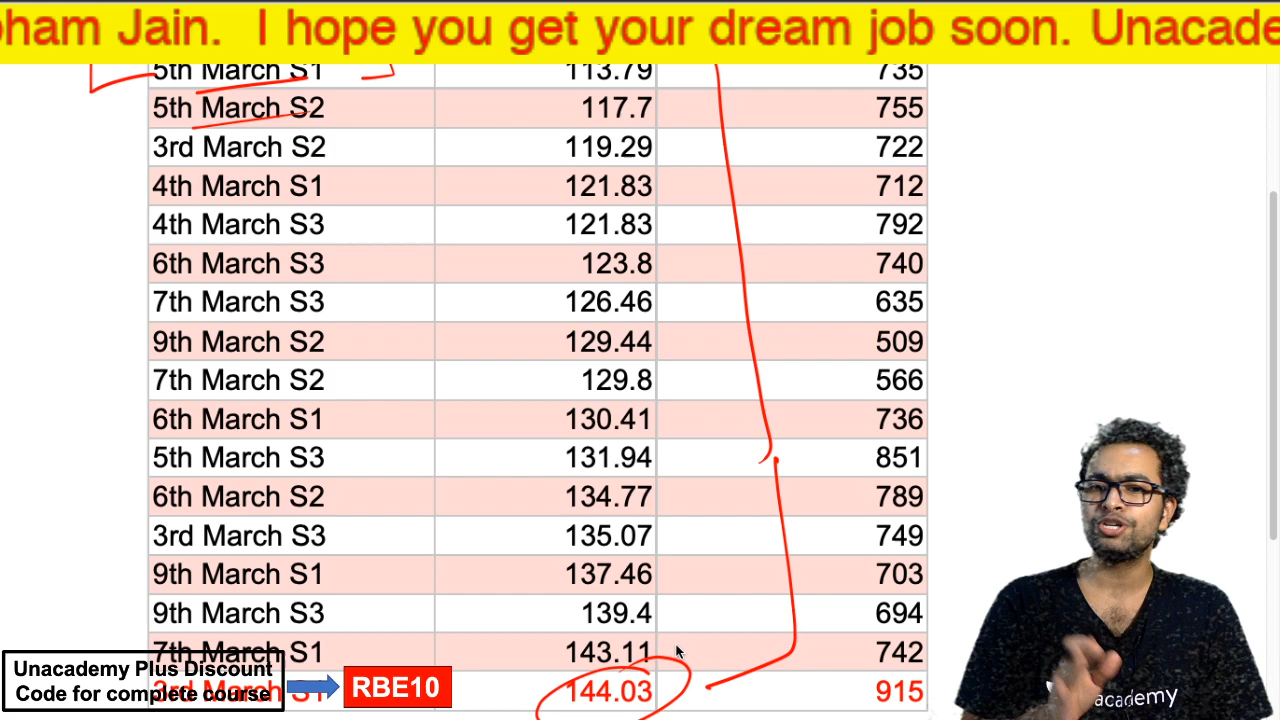 ham Jain. I hope you get your dream job soon. Unacade
5th March S1 113.79 735
5th March S2 117.7 755
3rd March S2 119.29 722
4th March S1 121.83 712
4th March S3 121.83 792
6th March S3 123.8 740
7th March S3 126.46 635
9th March S2 129.44 509
7th March S2 129.8 566
6th March S1 130.41 736
5th March S3 131.94 851
6th March S2 134.77 789
3rd March S3 135.07 749
9th March S1 137.46 703
9th March S3 139.4 694
7th March S1 143.11 742
3rd March S1 144.03 915
Unacademy Plus Discount
Code for complete course
RBE10
unacademy